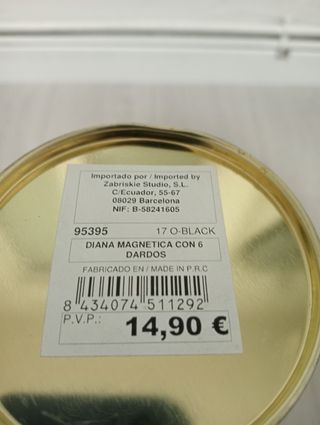 Importado por / Imported by
Zabriskie Studio, S.L.
C/Ecuador, 55-67
08029 Barcelona
NIF: B-58241605
95395 17 O-BLACK
DIANA MAGNETICA CON 6
DARDOS
FABRICADO EN / MADE IN P.R.C
8 434074 511292
P.V.P.: 14,90 €